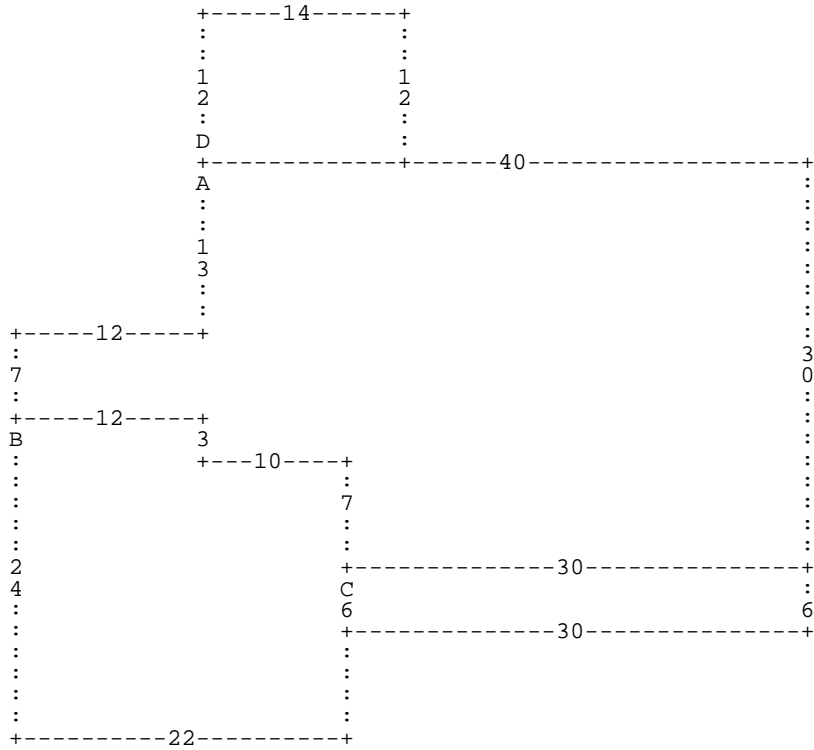 +-----14------+
: :
: :
1 1
2 2
: :
D :
+-------------+------40-------------------+
A :
: :
: :
1 :
3 :
: :
: :
+-----12-----+ :
: 3
7 0
: :
+-----12-----+ :
B 3 :
: +---10----+ :
: : :
: 7 :
: : :
: : :
2 +--------------30--------------+
4 C :
: 6 6
: +--------------30--------------+
: :
: :
: :
: :
+----------22----------+